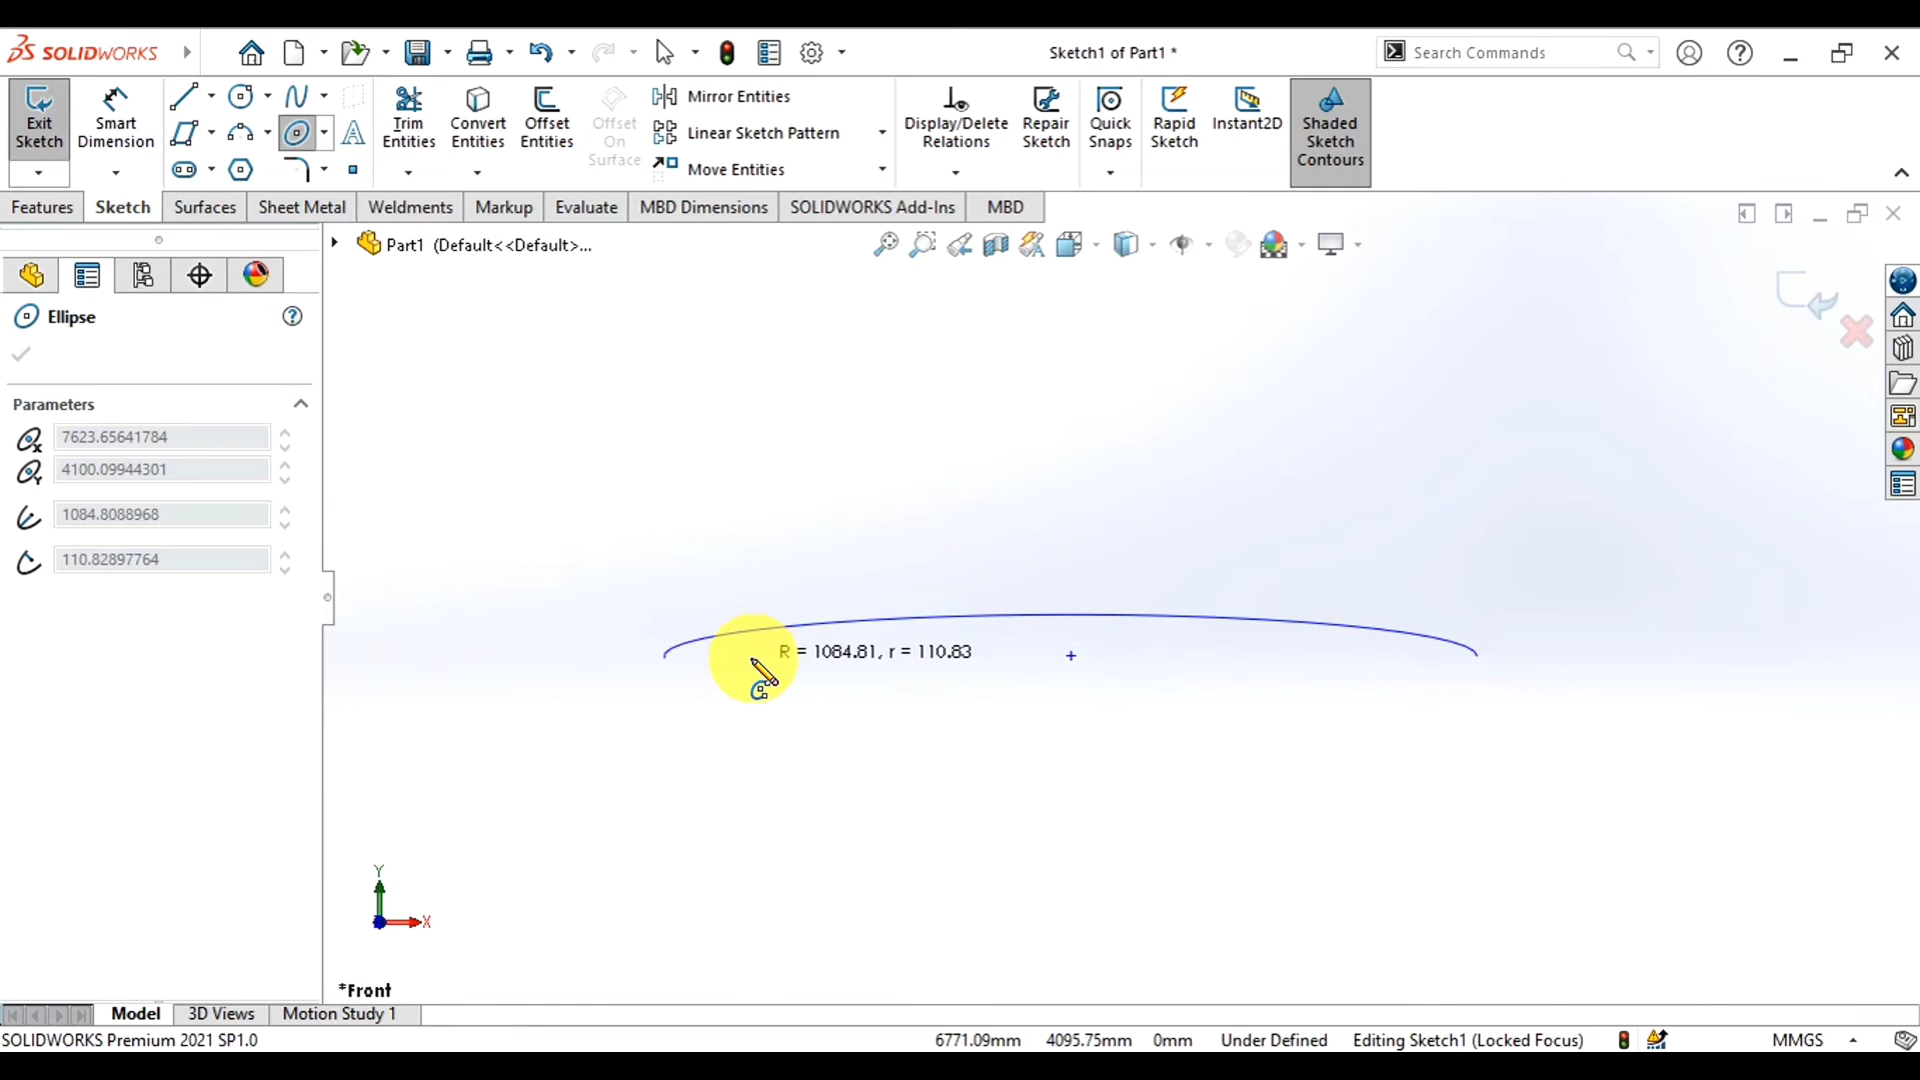 SOLIDWORKS
Sketch1 of Part1 *
Search Commands
Exit Sketch
Smart Dimension
Trim Entities
Convert Entities
Offset Entities
Offset On Surface
Mirror Entities
Linear Sketch Pattern
Move Entities
Display/Delete Relations
Repair Sketch
Quick Snaps
Rapid Sketch
Instant2D
Shaded Sketch Contours
Features Sketch Surfaces Sheet Metal Weldments Markup Evaluate MBD Dimensions SOLIDWORKS Add-Ins MBD
Part1 (Default<<Default>...
Ellipse
Parameters
7623.65641784
4100.09944301
1084.8088968
110.82897764
R = 1084.81, r = 110.83
Y
X
*Front
Model 3D Views Motion Study 1
SOLIDWORKS Premium 2021 SP1.0 6771.09mm 4095.75mm 0mm Under Defined Editing Sketch1 (Locked Focus) MMGS